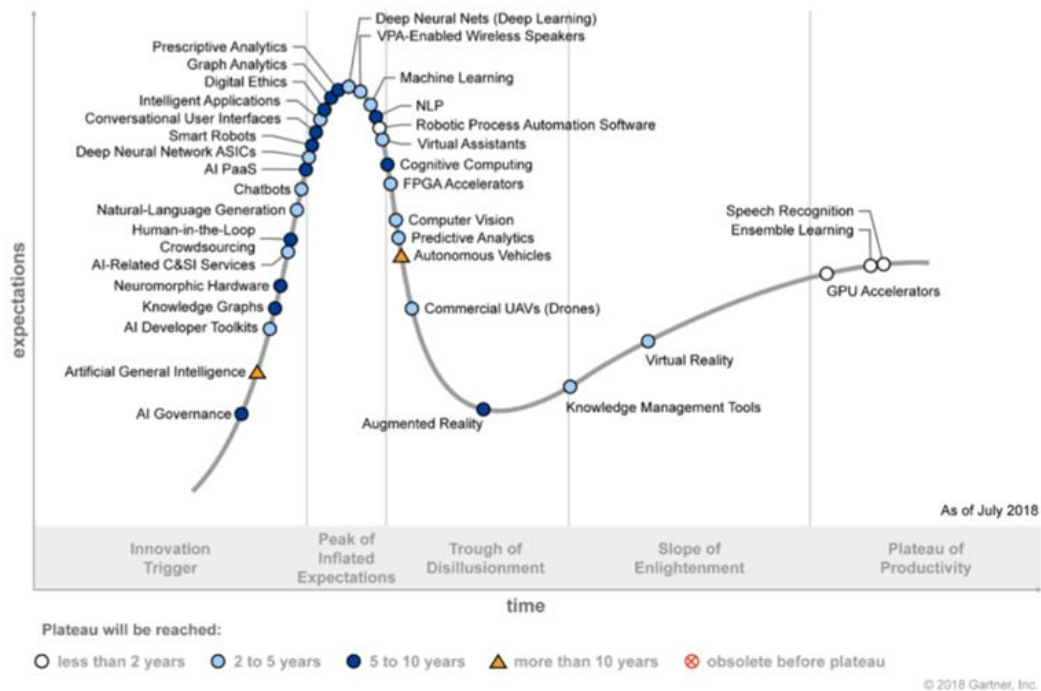 Deep Neural Nets (Deep Learning)
VPA-Enabled Wireless Speakers
Prescriptive Analytics
Graph Analytics
Digital Ethics
Intelligent Applications
Conversational User Interfaces
Smart Robots
Deep Neural Network ASICs
AI PaaS
Chatbots
Natural-Language Generation
Human-in-the-Loop
Crowdsourcing
AI-Related C&SI Services
Neuromorphic Hardware
Knowledge Graphs
AI Developer Toolkits
Artificial General Intelligence
AI Governance
Machine Learning
NLP
Robotic Process Automation Software
Virtual Assistants
Cognitive Computing
FPGA Accelerators
Computer Vision
Predictive Analytics
Autonomous Vehicles
Commercial UAVs (Drones)
Augmented Reality
Knowledge Management Tools
Virtual Reality
Speech Recognition
Ensemble Learning
GPU Accelerators
expectations
As of July 2018
Innovation
Trigger
Peak of
Inflated
Expectations
Trough of
Disillusionment
Slope of
Enlightenment
Plateau of
Productivity
time
Plateau will be reached:
less than 2 years
2 to 5 years
5 to 10 years
more than 10 years
obsolete before plateau
© 2018 Gartner, Inc.